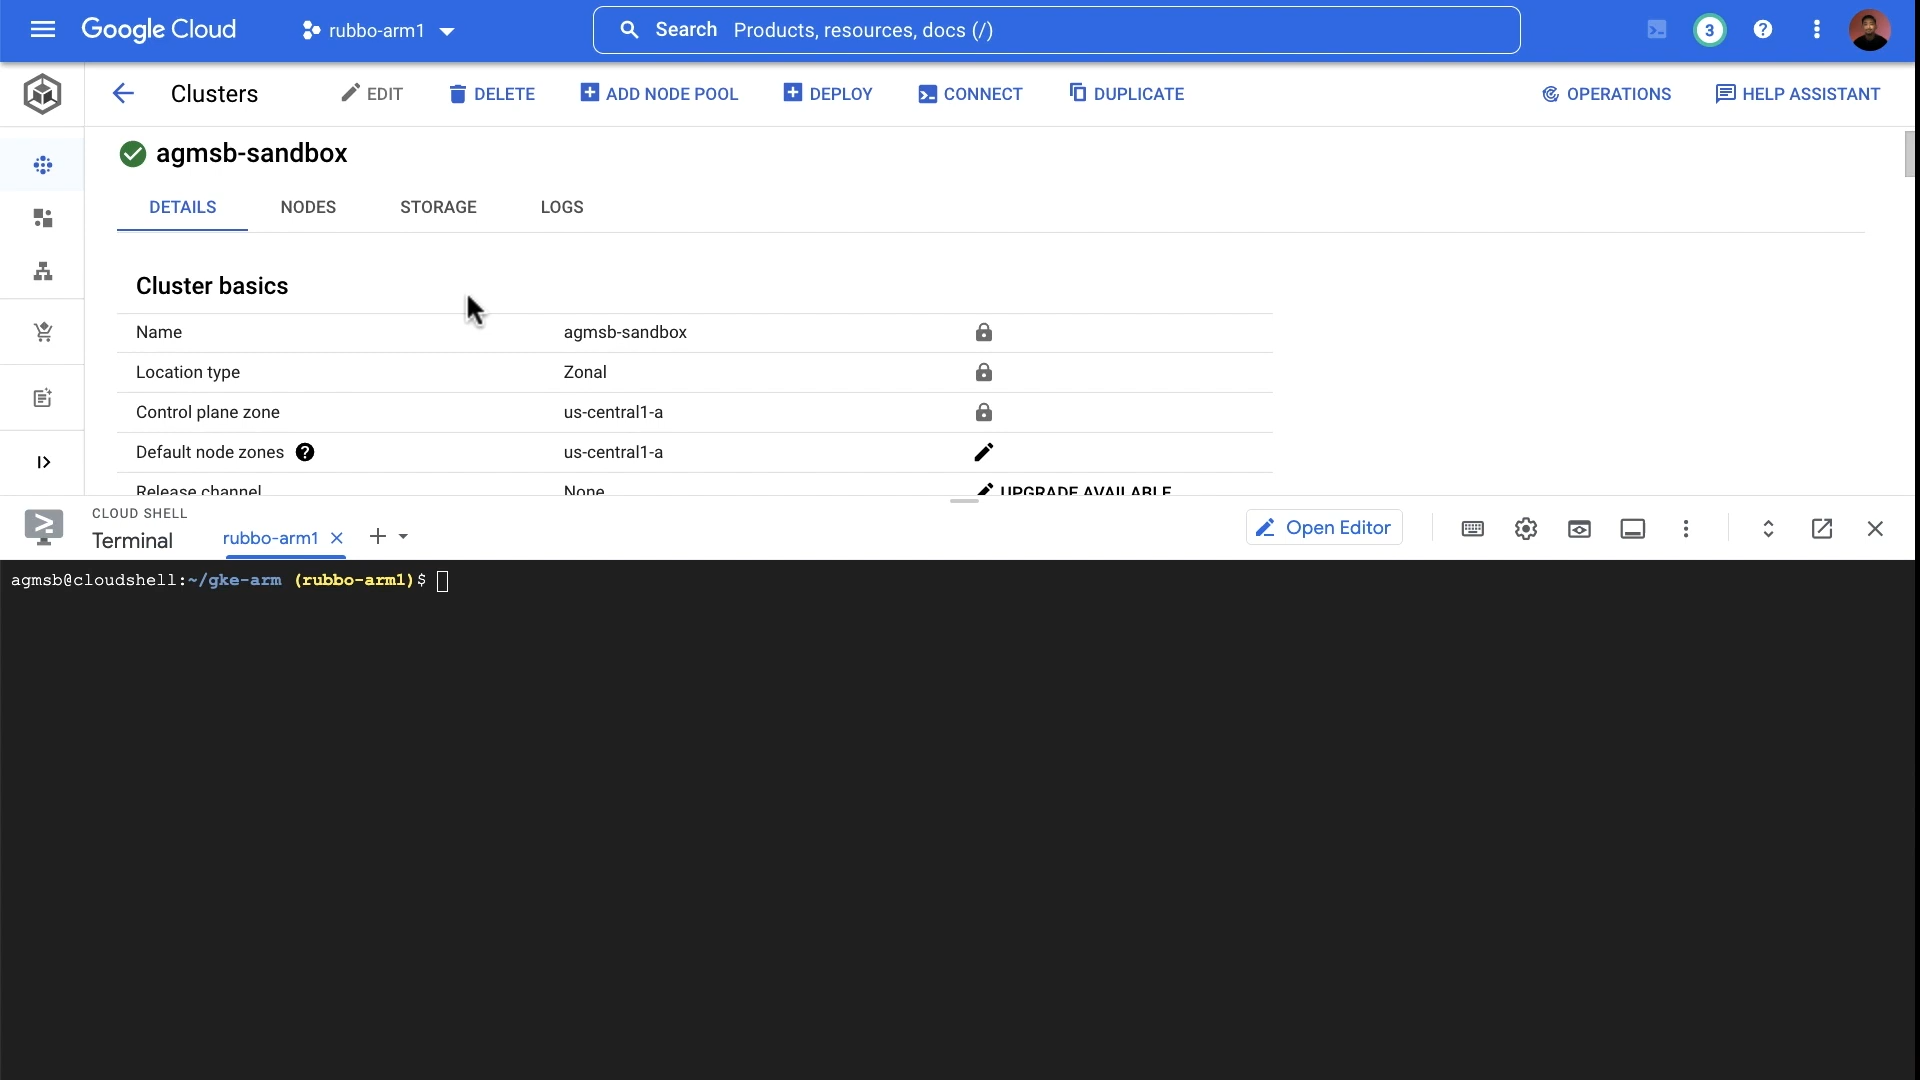 Google Cloud
rubbo-arm1
Search Products, resources, docs (/)
3
Clusters
EDIT
DELETE
ADD NODE POOL
DEPLOY
CONNECT
DUPLICATE
OPERATIONS
HELP ASSISTANT
agmsb-sandbox
DETAILS
NODES
STORAGE
LOGS
Cluster basics
Name agmsb-sandbox
Location type Zonal
Control plane zone us-central1-a
Default node zones us-central1-a
Release channel None UPGRADE AVAILABLE
CLOUD SHELL
Terminal
rubbo-arm1
Open Editor
agmsb@cloudshell:~/gke-arm (rubbo-arm1)$